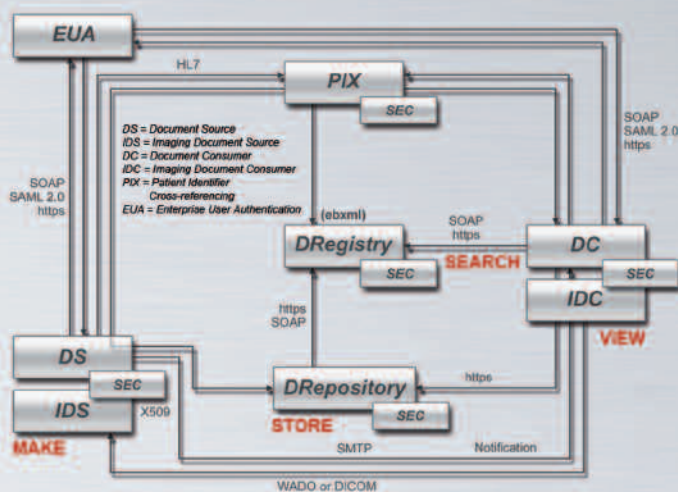 EUA
HL7
PIX
SEC
DS = Document Source
IDS = Imaging Document Source
DC = Document Consumer
IDC = Imaging Document Consumer
PIX = Patient Identifier
Cross-referencing
EUA = Enterprise User Authentication
SOAP
SAML 2.0
https
SOAP
SAML 2.0
https
(ebxml)
DRegistry
SEC
SOAP
https
SEARCH
DC
SEC
IDC
VIEW
https
SOAP
DS
SEC
X509
IDS
MAKE
DRepository
SEC
STORE
https
SMTP
Notification
WADO or DICOM